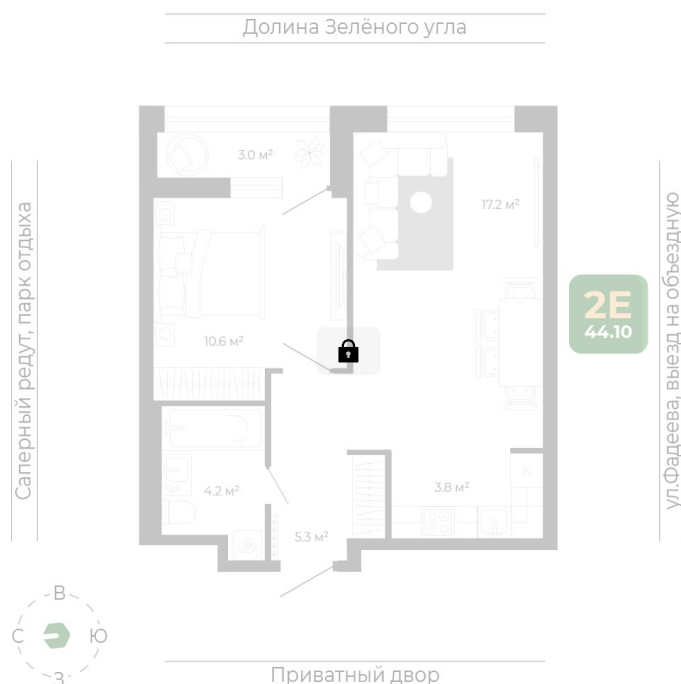 Долина Зелёного угла
3.0 м²
17.2 м²
Саперный редут, парк отдыха
ул.Фадеева, выезд на объездную
2Е
44.10
10.6 м²
4.2 м²
3.8 м²
5.3 м²
В
С
Ю
З
Приватный двор